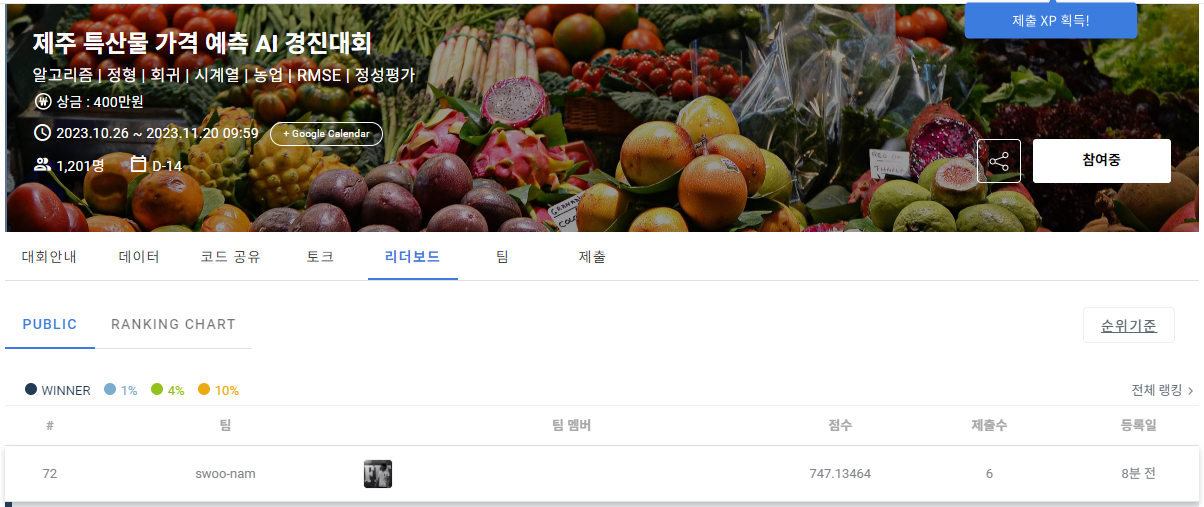 제출 XP 획득!
제주 특산물 가격 예측 AI 경진대회
알고리즘 | 정형 | 회귀 | 시계열 | 농업 | RMSE | 정성평가
₩ 상금 : 400만원
2023.10.26 ~ 2023.11.20 09:59 + Google Calendar
1,201명 D-14
참여중
대회안내 데이터 코드 공유 토크 리더보드 팀 제출
PUBLIC RANKING CHART 순위기준
WINNER 1% 4% 10% 전체 랭킹 >
# 팀 팀 멤버 점수 제출수 등록일
72 swoo-nam 747.13464 6 8분 전